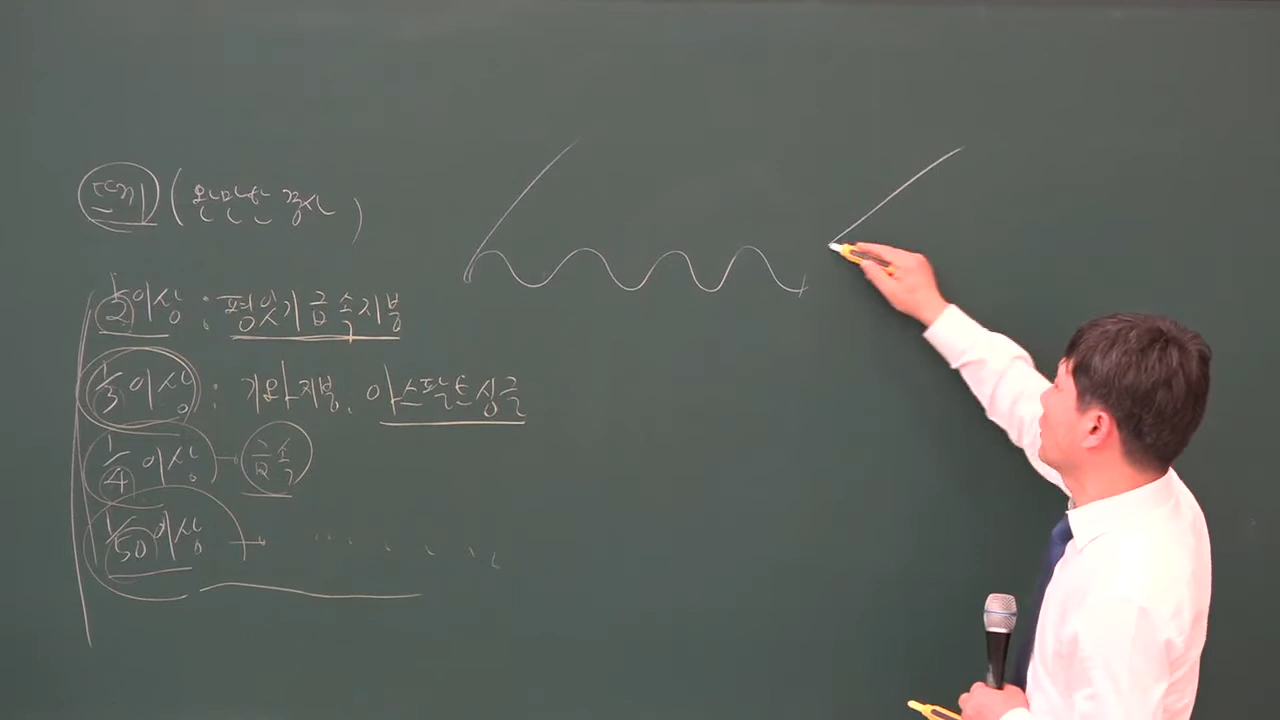 뜨기 (완만한 경사)
1/2 이상 : 평잇기 금속지붕
1/3 이상 : 기와지붕, 아스팔트싱글
1/4 이상 → 금속
1/50 이상 →